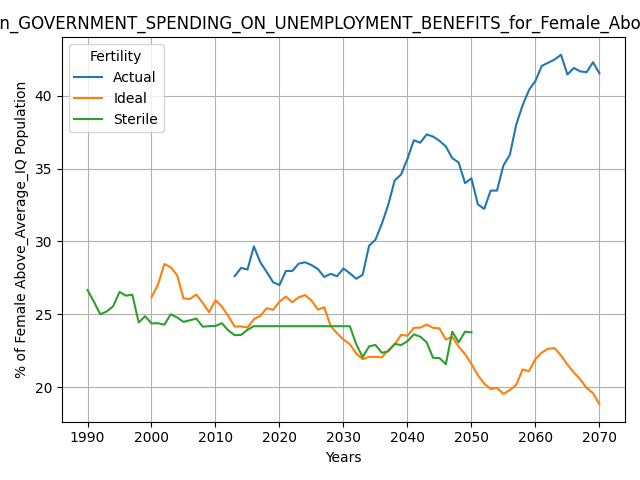 n_GOVERNMENT_SPENDING_ON_UNEMPLOYMENT_BENEFITS_for_Female_Abo
Fertility
Actual
Ideal
Sterile
% of Female Above_Average_IQ Population
40
35
30
25
20
1990 2000 2010 2020 2030 2040 2050 2060 2070
Years